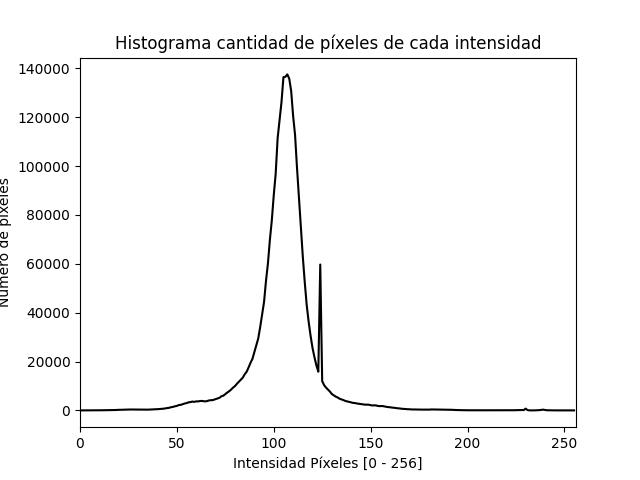 Histograma cantidad de píxeles de cada intensidad
140000
120000
100000
80000
60000
40000
20000
0
Número de píxeles
0 50 100 150 200 250
Intensidad Píxeles [0 - 256]